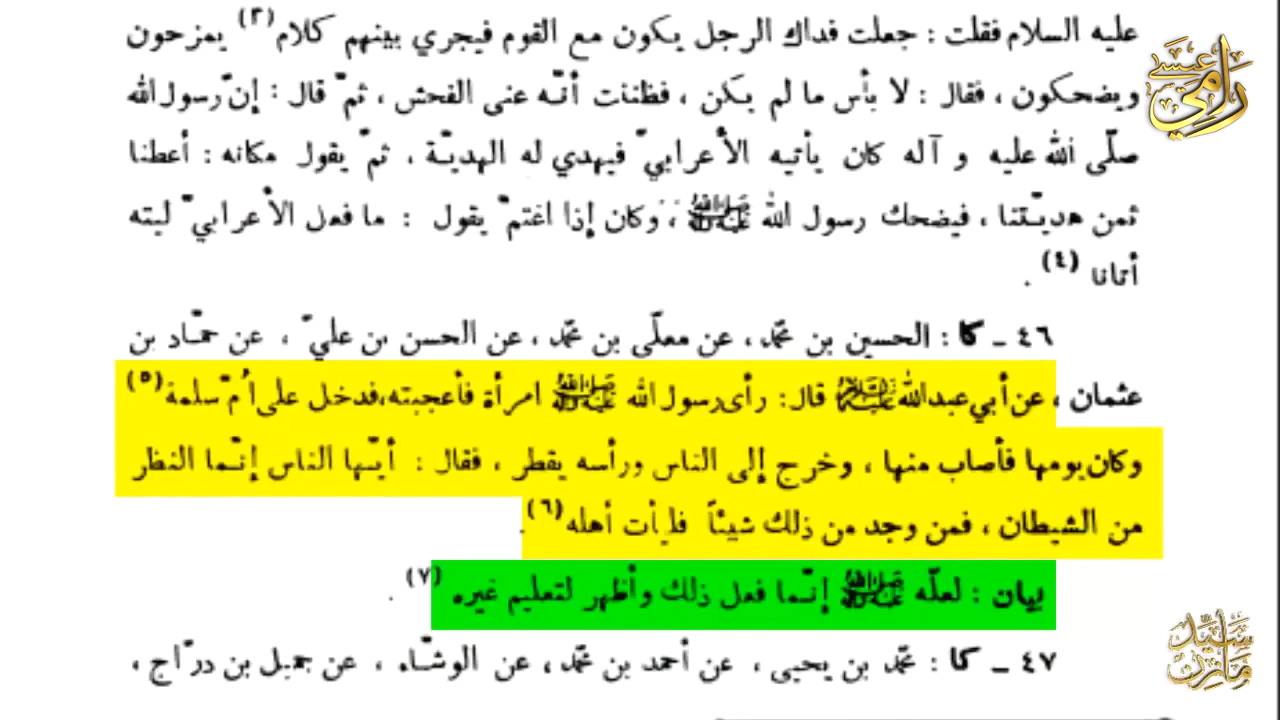 عليه السلام فقلت : جعلت فداك الرجل يكون مع القوم فيجري بينهم كلام (٣) يمزحون
ويضحكون ، فقال : لا بأس ما لم يكن ، فظننت أنّه عنى الفحش ، ثمّ قال : إنّ رسول الله
صلّى الله عليه و آله كان يأتيه الأعرابيّ فيهدي له الهديّة ، ثمّ يقول مكانه : أعطنا
ثمن هديّتنا ، فيضحك رسول الله ﷺ ، وكان إذا اغتمّ يقول : ما فعل الأعرابيّ ليته
أتانا (٤) .
٤٦ ـ كا : الحسين بن محمّد ، عن معلّى بن محمّد ، عن الحسن بن عليّ ، عن حمّاد بن
عثمان ، عن أبي عبدالله عليه السلام قال : رأى رسول الله ﷺ امرأة فأعجبته ، فدخل على اُمّ سلمة (٥)
وكان يومها فأصاب منها ، وخرج إلى الناس ورأسه يقطر ، فقال : أيّها الناس إنّما النظر
من الشيطان ، فمن وجد من ذلك شيئاً فليأت أهله (٦) .
بيان : لعلّه ﷺ إنّما فعل ذلك وأظهر لتعليم غيره (٧) .
٤٧ ـ كا : محمّد بن يحيى ، عن أحمد بن محمّد ، عن الوشّاء ، عن جميل بن درّاج ،
رامي عيسى